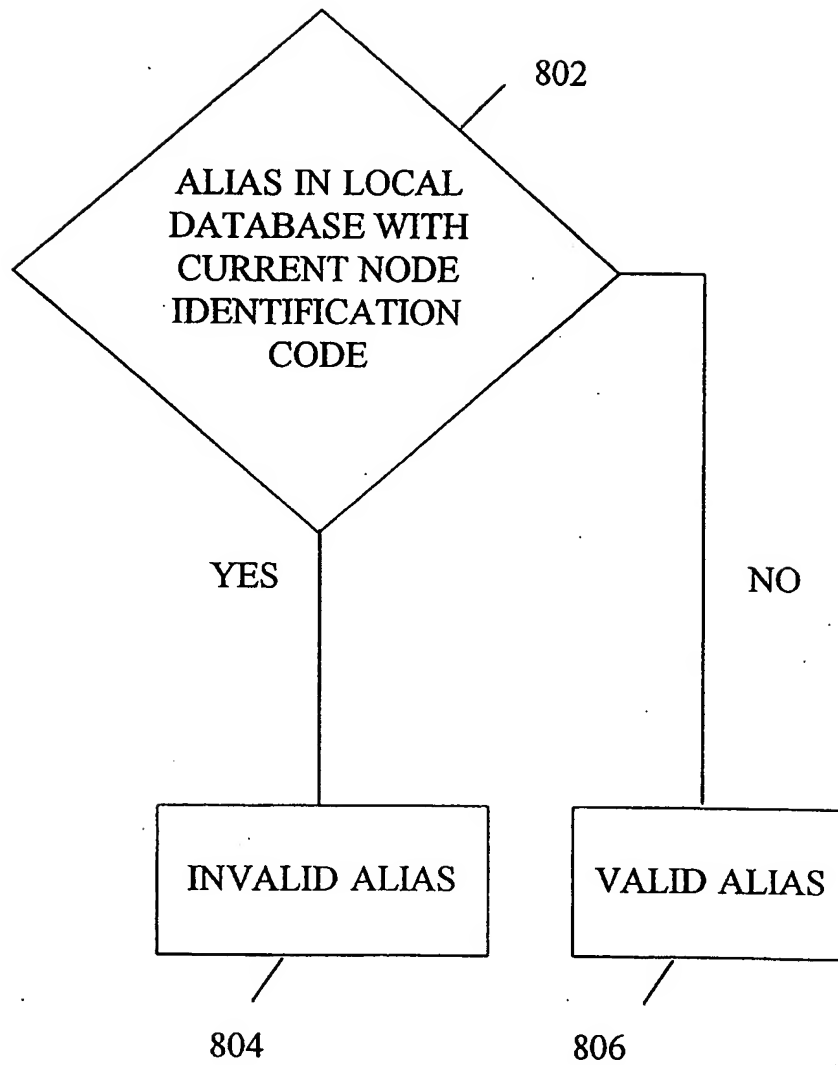 802
ALIAS IN LOCAL
DATABASE WITH
CURRENT NODE
IDENTIFICATION
CODE
YES
NO
INVALID ALIAS
VALID ALIAS
804
806